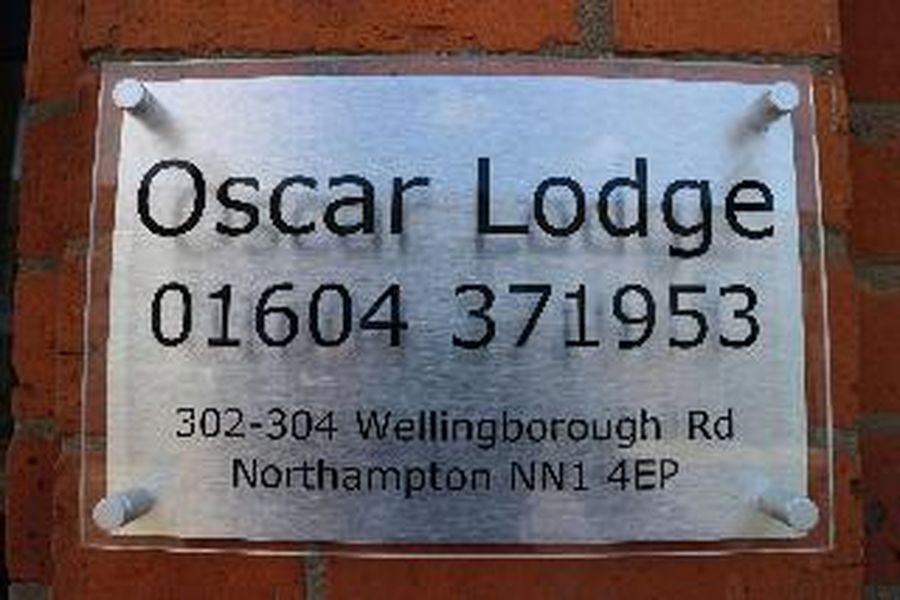 Oscar Lodge
01604 371953
302-304 Wellingborough Rd
Northampton NN1 4EP